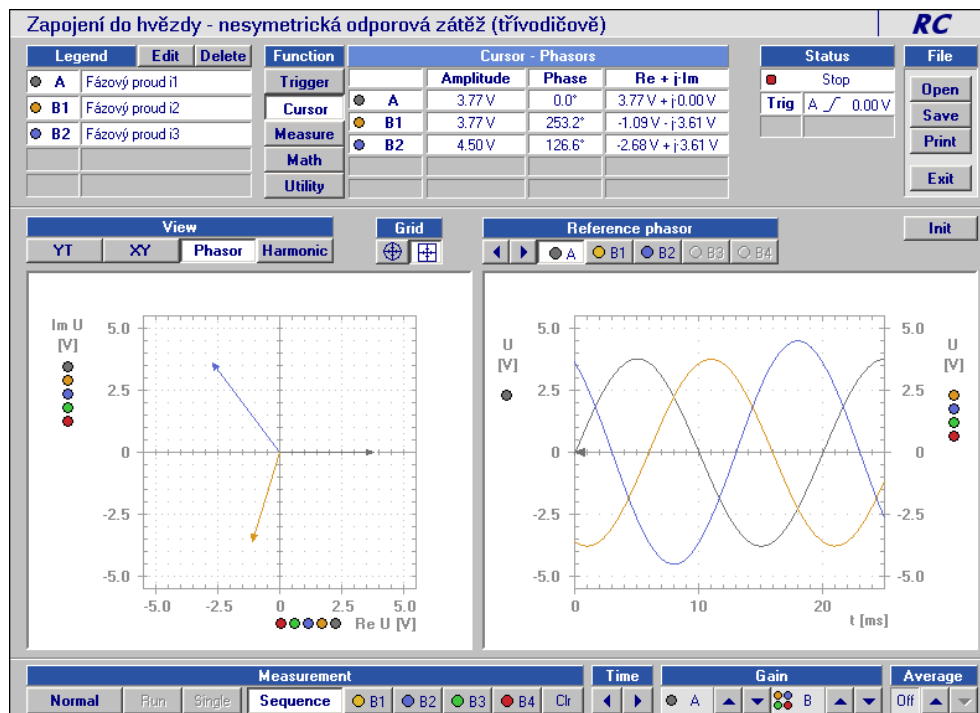 Zapojení do hvězdy - nesymetrická odporová zátěž (třívodičově)
RC
Legend Edit Delete
A Fázový proud i1
B1 Fázový proud i2
B2 Fázový proud i3
Function
Trigger
Cursor
Measure
Math
Utility
Cursor - Phasors
Amplitude Phase Re + j·Im
A 3.77 V 0.0° 3.77 V + j·0.00 V
B1 3.77 V 253.2° -1.09 V - j·3.61 V
B2 4.50 V 126.6° -2.68 V + j·3.61 V
Status
Stop
Trig A 0.00 V
File
Open
Save
Print
Exit
View
YT XY Phasor Harmonic
Grid
Reference phasor
A B1 B2 B3 B4
Init
Im U
[V]
5.0
2.5
0
-2.5
-5.0
-5.0 -2.5 0 2.5 5.0
Re U [V]
U
[V]
5.0
2.5
0
-2.5
-5.0
U
[V]
5.0
2.5
0
-2.5
-5.0
0 10 20
t [ms]
Measurement
Normal Run Single Sequence B1 B2 B3 B4 Clr
Time
Gain
A B
Average
Off